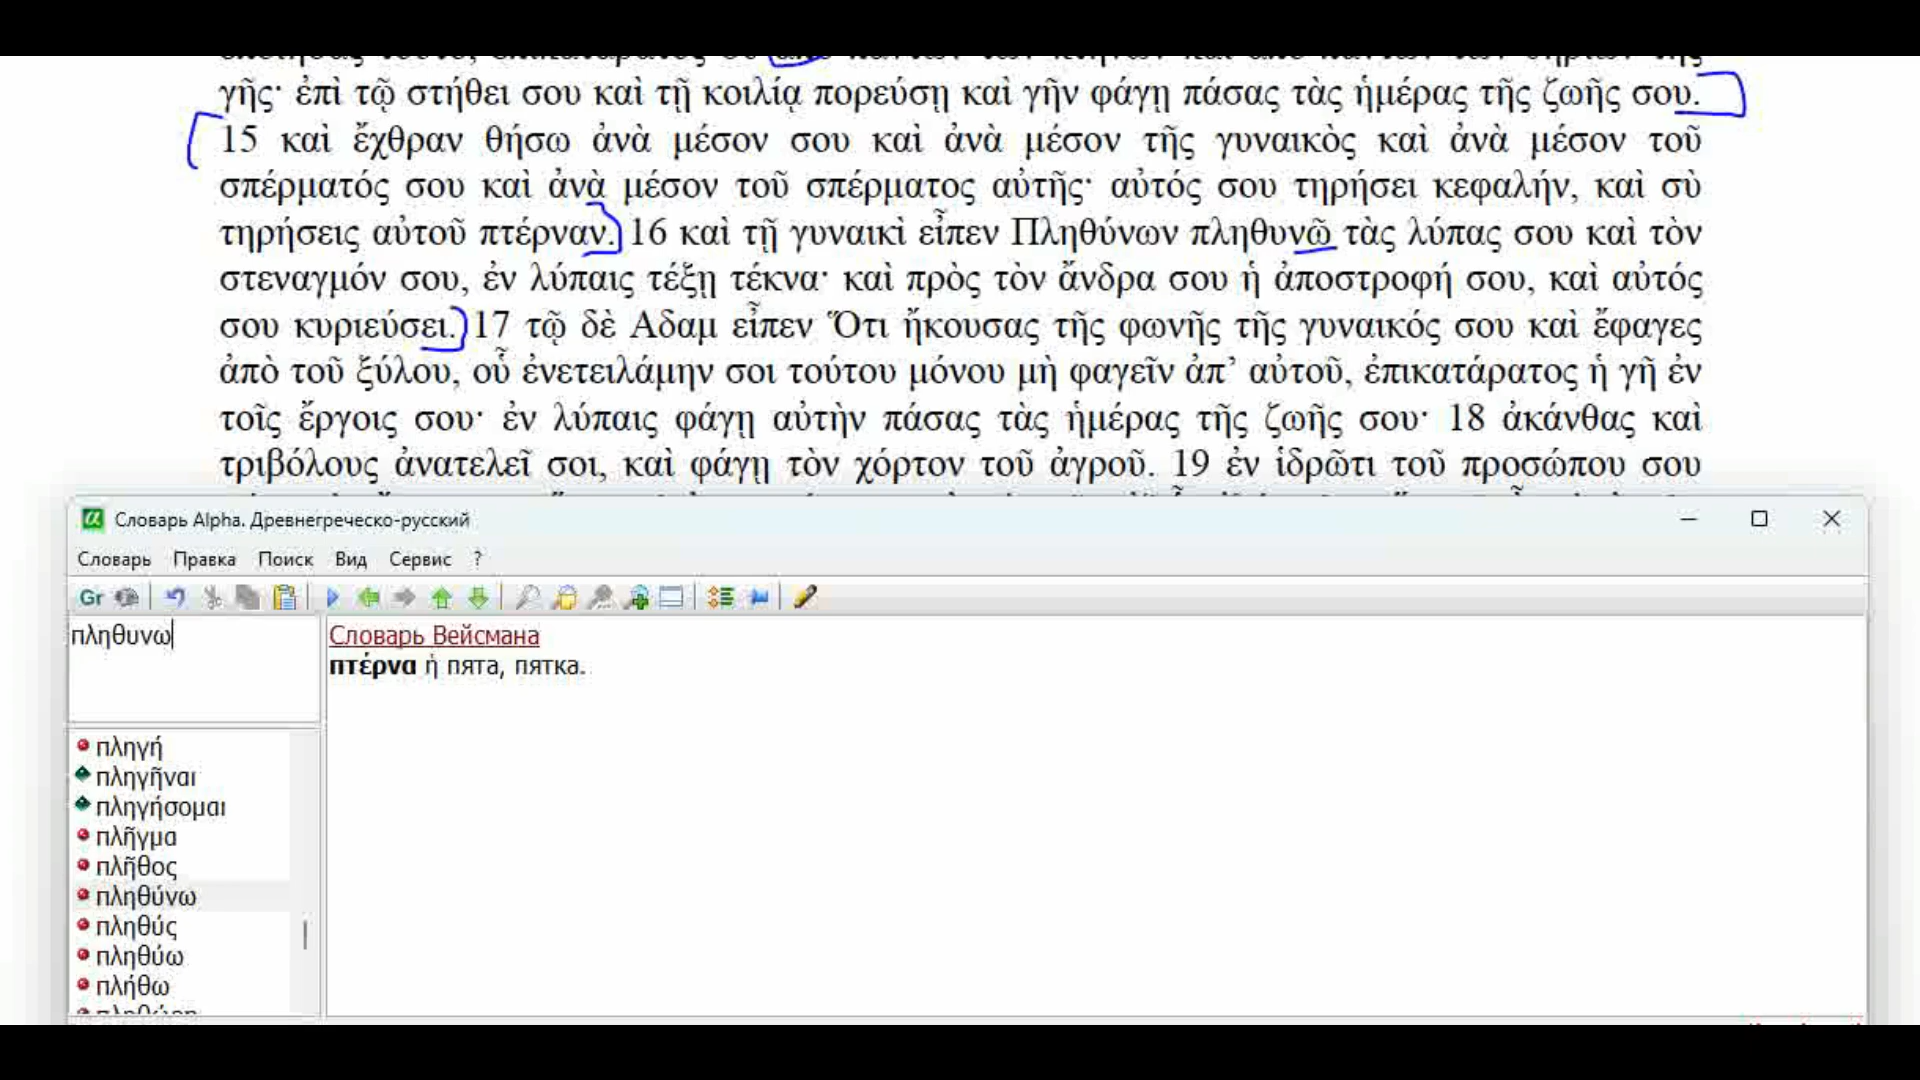 γῆς· ἐπὶ τῷ στήθει σου καὶ τῇ κοιλίᾳ πορεύσῃ καὶ γῆν φάγῃ πάσας τὰς ἡμέρας τῆς ζωῆς σου.
15 καὶ ἔχθραν θήσω ἀνὰ μέσον σου καὶ ἀνὰ μέσον τῆς γυναικὸς καὶ ἀνὰ μέσον τοῦ
σπέρματός σου καὶ ἀνὰ μέσον τοῦ σπέρματος αὐτῆς· αὐτός σου τηρήσει κεφαλήν, καὶ σὺ
τηρήσεις αὐτοῦ πτέρναν. 16 καὶ τῇ γυναικὶ εἶπεν Πληθύνων πληθυνῶ τὰς λύπας σου καὶ τὸν
στεναγμόν σου, ἐν λύπαις τέξῃ τέκνα· καὶ πρὸς τὸν ἄνδρα σου ἡ ἀποστροφή σου, καὶ αὐτός
σου κυριεύσει. 17 τῷ δὲ Αδαμ εἶπεν Ὅτι ἤκουσας τῆς φωνῆς τῆς γυναικός σου καὶ ἔφαγες
ἀπὸ τοῦ ξύλου, οὗ ἐνετειλάμην σοι τούτου μόνου μὴ φαγεῖν ἀπ’ αὐτοῦ, ἐπικατάρατος ἡ γῆ ἐν
τοῖς ἔργοις σου· ἐν λύπαις φάγῃ αὐτὴν πάσας τὰς ἡμέρας τῆς ζωῆς σου· 18 ἀκάνθας καὶ
τριβόλους ἀνατελεῖ σοι, καὶ φάγῃ τὸν χόρτον τοῦ ἀγροῦ. 19 ἐν ἱδρῶτι τοῦ προσώπου σου
Словарь Alpha. Древнегреческо-русский
Словарь Правка Поиск Вид Сервис ?
Gr
πληθυνω
Словарь Вейсмана
πτέρνα ἡ пята, пятка.
πληγή
πληγῆναι
πληγήσομαι
πλῆγμα
πλῆθος
πληθύνω
πληθύς
πληθύω
πλήθω